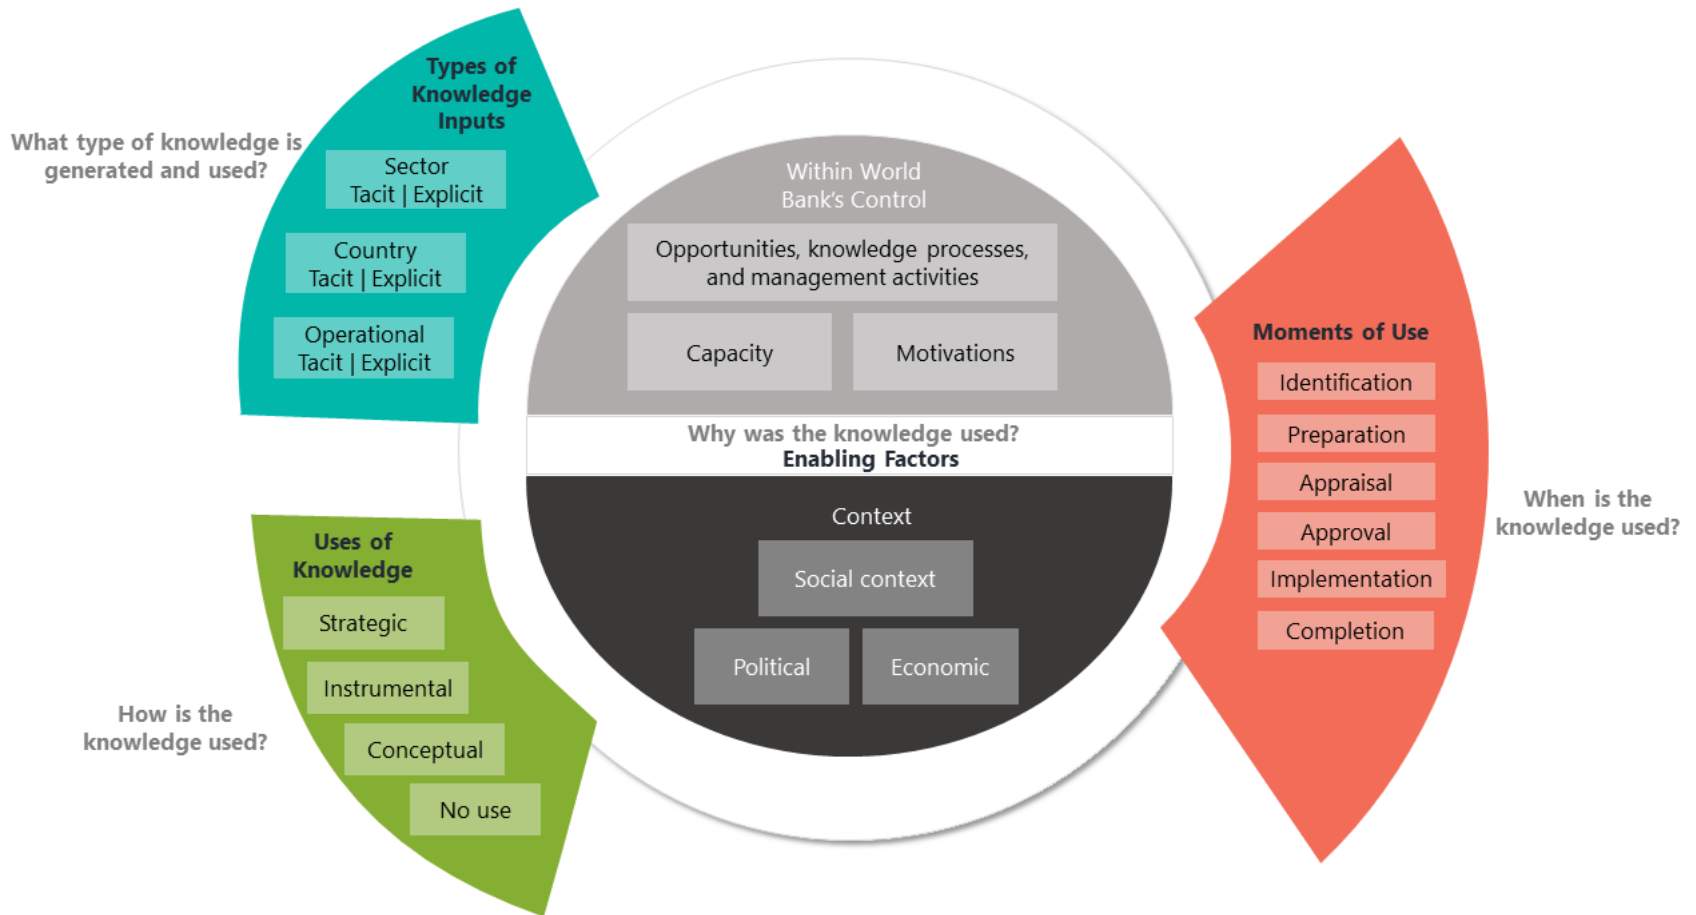 What type of knowledge is
generated and used?
Types of
Knowledge
Inputs
Sector
Tacit | Explicit
Country
Tacit | Explicit
Operational
Tacit | Explicit
How is the
knowledge used?
Uses of
Knowledge
Strategic
Instrumental
Conceptual
No use
Within World
Bank's Control
Opportunities, knowledge processes,
and management activities
Capacity
Motivations
Why was the knowledge used?
Enabling Factors
Context
Social context
Political
Economic
Moments of Use
Identification
Preparation
Appraisal
Approval
Implementation
Completion
When is the
knowledge used?